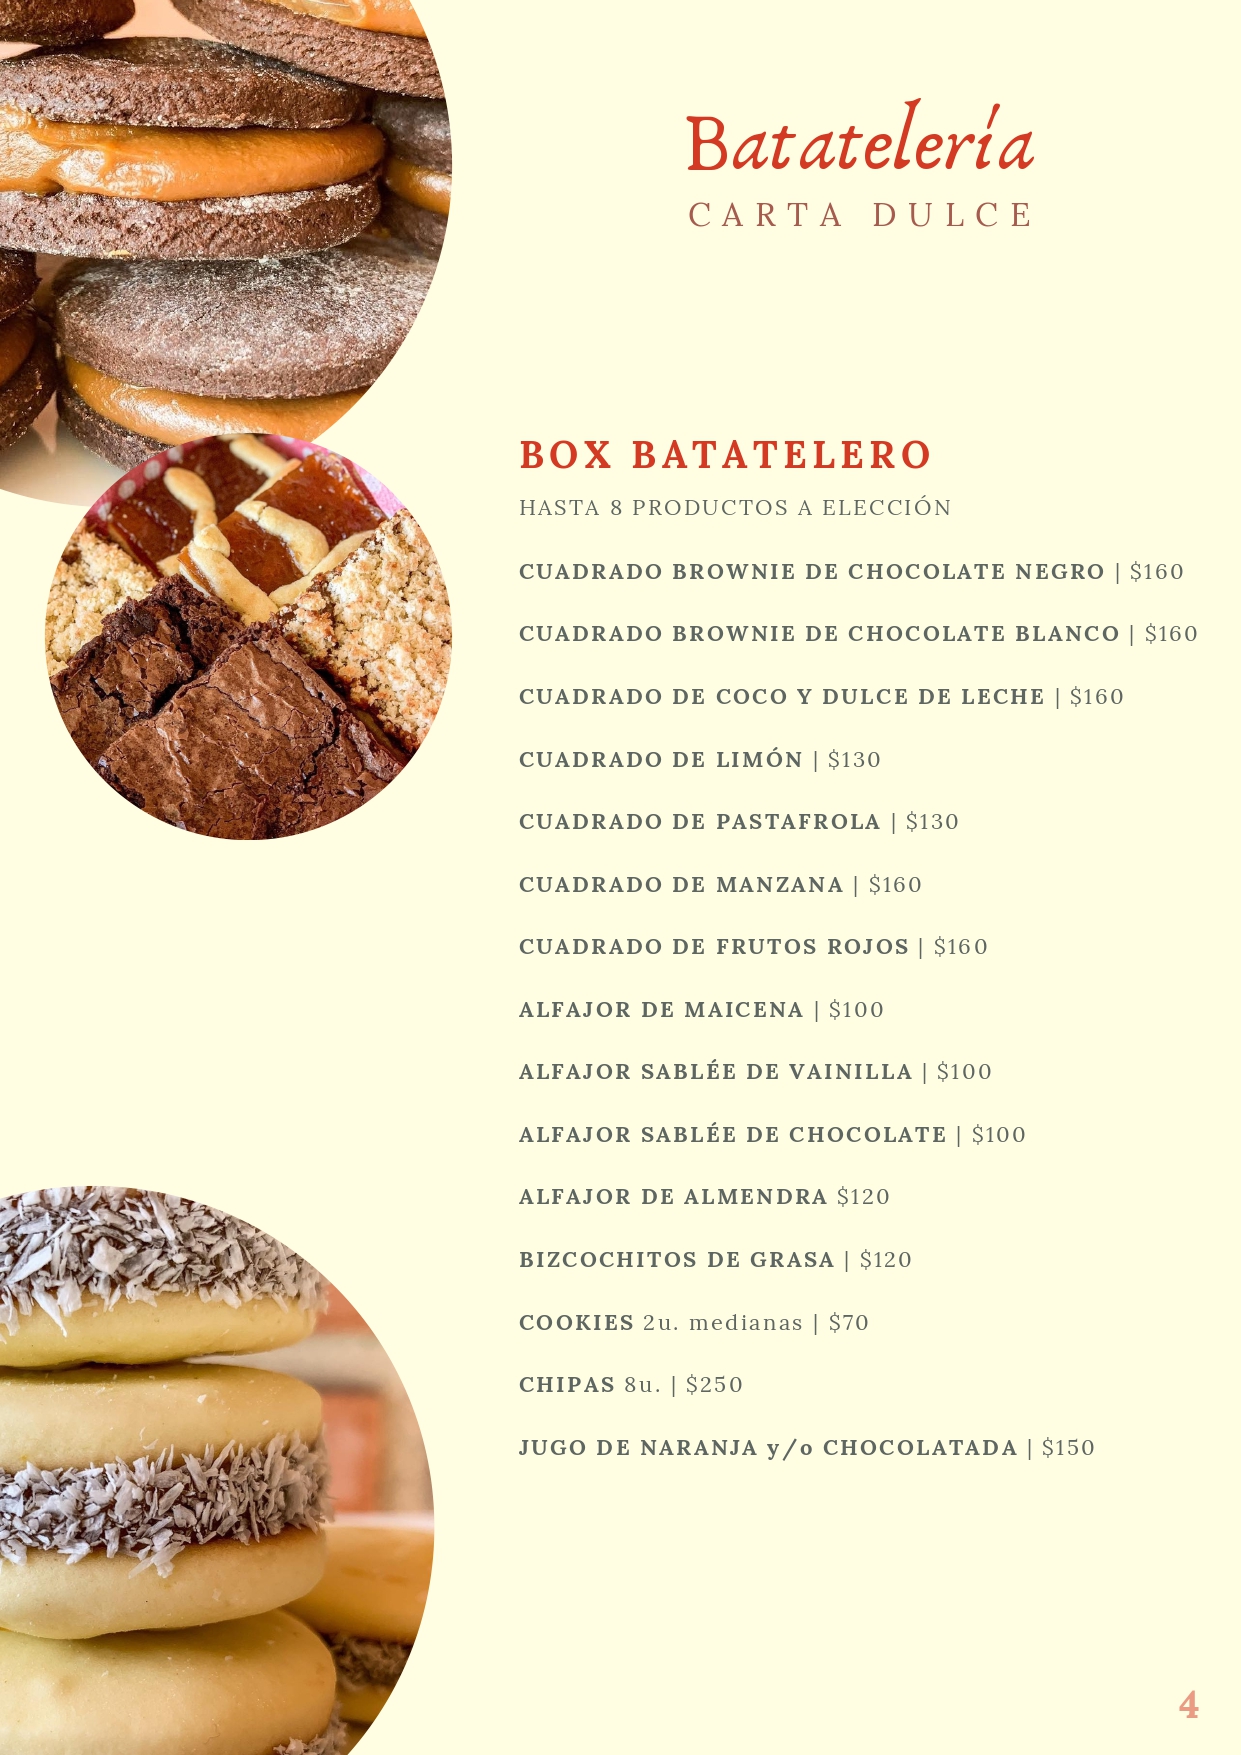 Batatelería
CARTA DULCE
BOX BATATELERO
HASTA 8 PRODUCTOS A ELECCIÓN
CUADRADO BROWNIE DE CHOCOLATE NEGRO | $160
CUADRADO BROWNIE DE CHOCOLATE BLANCO | $160
CUADRADO DE COCO Y DULCE DE LECHE | $160
CUADRADO DE LIMÓN | $130
CUADRADO DE PASTAFROLA | $130
CUADRADO DE MANZANA | $160
CUADRADO DE FRUTOS ROJOS | $160
ALFAJOR DE MAICENA | $100
ALFAJOR SABLÉE DE VAINILLA | $100
ALFAJOR SABLÉE DE CHOCOLATE | $100
ALFAJOR DE ALMENDRA $120
BIZCOCHITOS DE GRASA | $120
COOKIES 2u. medianas | $70
CHIPAS 8u. | $250
JUGO DE NARANJA y/o CHOCOLATADA | $150
4